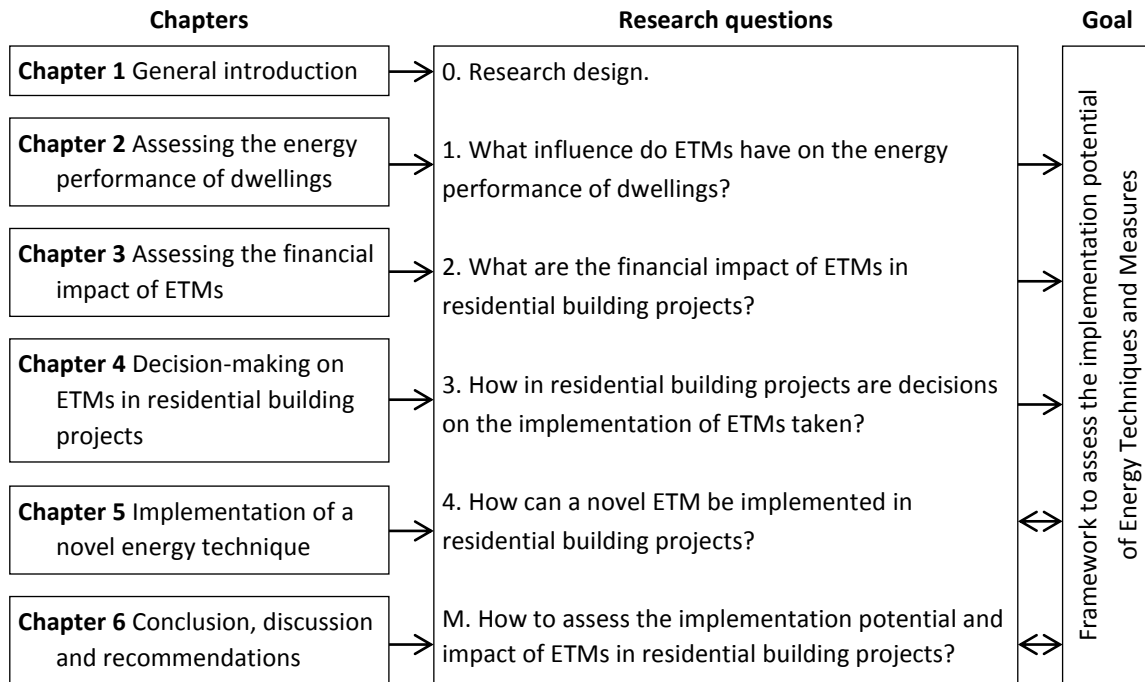 Chapters
Research questions
Goal
Chapter 1 General introduction
0. Research design.
Chapter 2 Assessing the energy
performance of dwellings
1. What influence do ETMs have on the energy
performance of dwellings?
Chapter 3 Assessing the financial
impact of ETMs
2. What are the financial impact of ETMs in
residential building projects?
Chapter 4 Decision-making on
ETMs in residential building
projects
3. How in residential building projects are decisions
on the implementation of ETMs taken?
Chapter 5 Implementation of a
novel energy technique
4. How can a novel ETM be implemented in
residential building projects?
Chapter 6 Conclusion, discussion
and recommendations
M. How to assess the implementation potential and
impact of ETMs in residential building projects?
Framework to assess the implementation potential
of Energy Techniques and Measures